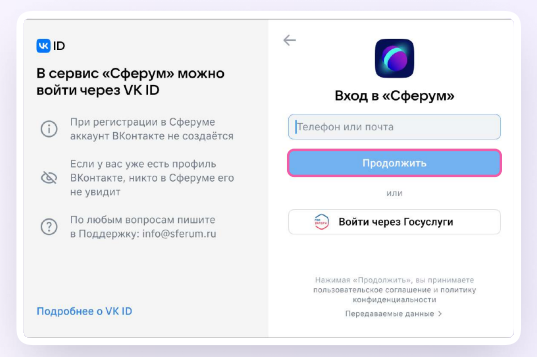 VK ID
В сервис «Сферум» можно
войти через VK ID
При регистрации в Сферуме
аккаунт ВКонтакте не создаётся
Если у вас уже есть профиль
ВКонтакте, никто в Сферуме его
не увидит
По любым вопросам пишите
в Поддержку: info@sferum.ru
Подробнее о VK ID
Вход в «Сферум»
Телефон или почта
Продолжить
или
Войти через Госуслуги
Нажимая «Продолжить», вы принимаете
пользовательское соглашение и политику
конфиденциальности
Передаваемые данные >